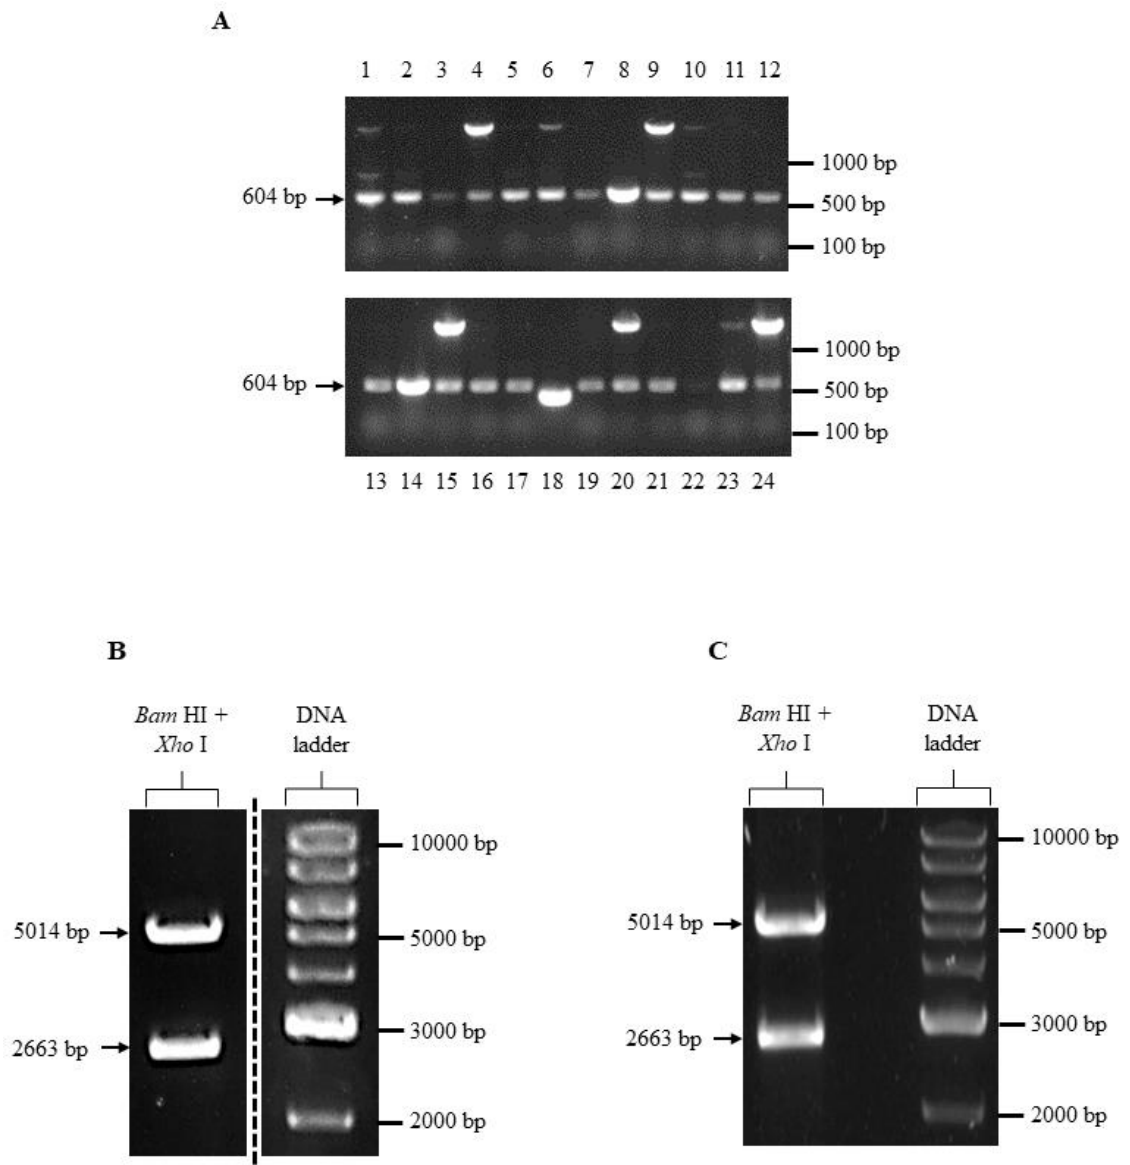 A
1 2 3 4 5 6 7 8 9 10 11 12
1000 bp
604 bp
500 bp
100 bp
1000 bp
604 bp
500 bp
100 bp
13 14 15 16 17 18 19 20 21 22 23 24
B
Bam HI +
Xho I
DNA
ladder
10000 bp
5014 bp
5000 bp
3000 bp
2663 bp
2000 bp
C
Bam HI +
Xho I
DNA
ladder
10000 bp
5014 bp
5000 bp
3000 bp
2663 bp
2000 bp